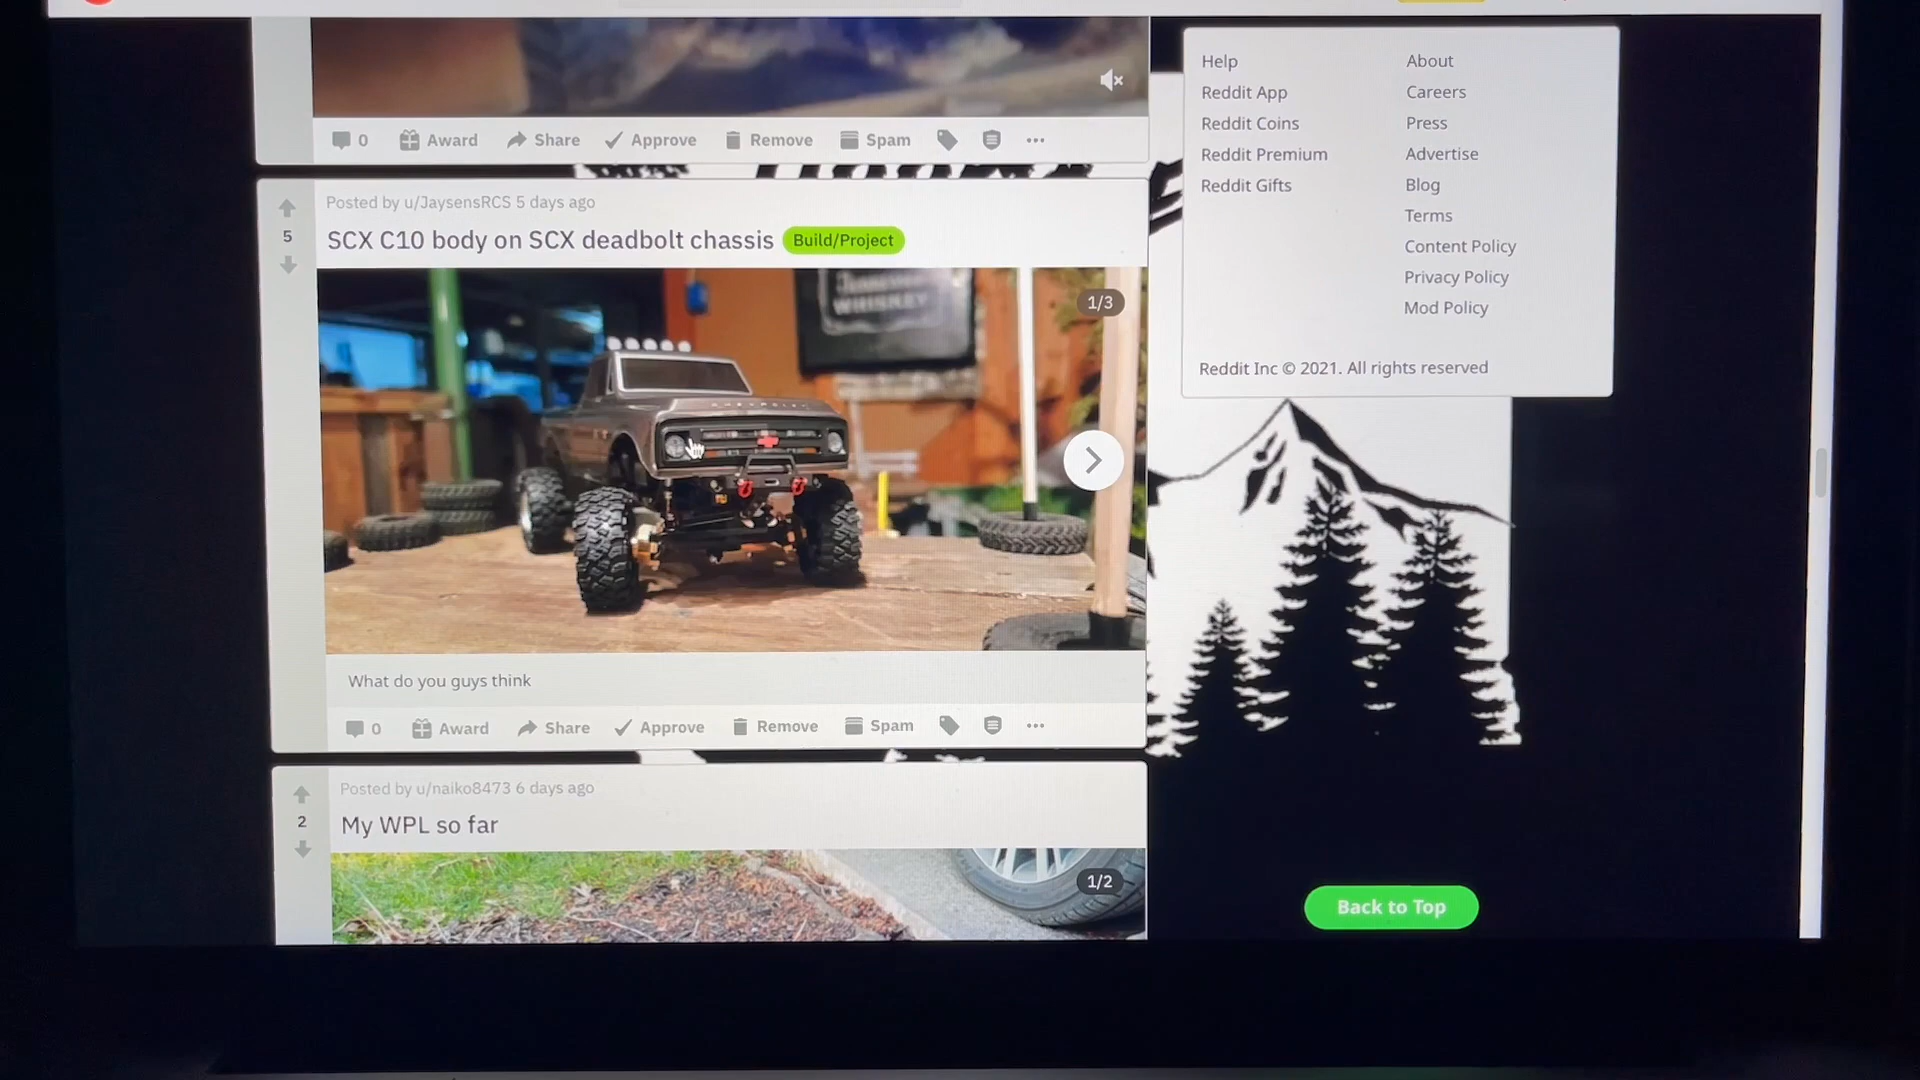 Help
About
Reddit App
Careers
Reddit Coins
Press
Reddit Premium
Advertise
Reddit Gifts
Blog
Terms
Content Policy
Privacy Policy
Mod Policy
Reddit Inc © 2021. All rights reserved
0 Award Share Approve Remove Spam
Posted by u/JaysensRCS 5 days ago
5
SCX C10 body on SCX deadbolt chassis Build/Project
1/3
WHISKEY
CHEVROLET
What do you guys think
0 Award Share Approve Remove Spam
Posted by u/naiko8473 6 days ago
2
My WPL so far
1/2
Back to Top